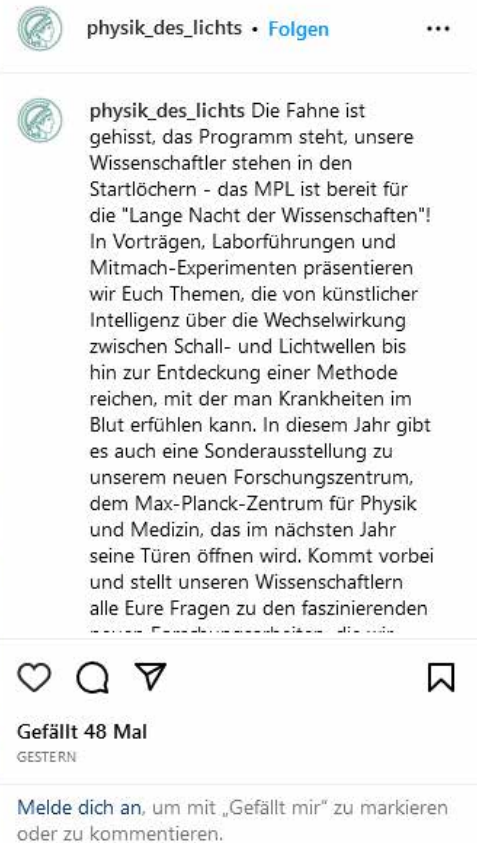 physik_des_lichts • Folgen
physik_des_lichts Die Fahne ist
gehisst, das Programm steht, unsere
Wissenschaftler stehen in den
Startlöchern - das MPL ist bereit für
die "Lange Nacht der Wissenschaften"!
In Vorträgen, Laborführungen und
Mitmach-Experimenten präsentieren
wir Euch Themen, die von künstlicher
Intelligenz über die Wechselwirkung
zwischen Schall- und Lichtwellen bis
hin zur Entdeckung einer Methode
reichen, mit der man Krankheiten im
Blut erfühlen kann. In diesem Jahr gibt
es auch eine Sonderausstellung zu
unserem neuen Forschungszentrum,
dem Max-Planck-Zentrum für Physik
und Medizin, das im nächsten Jahr
seine Türen öffnen wird. Kommt vorbei
und stellt unseren Wissenschaftlern
alle Eure Fragen zu den faszinierenden
Gefällt 48 Mal
GESTERN
Melde dich an, um mit „Gefällt mir“ zu markieren
oder zu kommentieren.